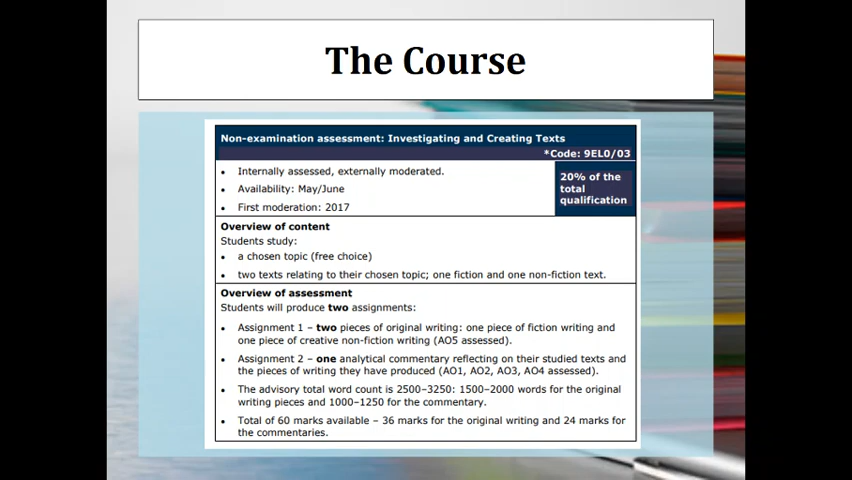 The Course
Non-examination assessment: Investigating and Creating Texts
*Code: 9EL0/03
• Internally assessed, externally moderated.
• Availability: May/June
• First moderation: 2017
20% of the
total
qualification
Overview of content
Students study:
• a chosen topic (free choice)
• two texts relating to their chosen topic; one fiction and one non-fiction text.
Overview of assessment
Students will produce two assignments:
• Assignment 1 – two pieces of original writing: one piece of fiction writing and
one piece of creative non-fiction writing (AO5 assessed).
• Assignment 2 – one analytical commentary reflecting on their studied texts and
the pieces of writing they have produced (AO1, AO2, AO3, AO4 assessed).
• The advisory total word count is 2500–3250: 1500–2000 words for the original
writing pieces and 1000–1250 for the commentary.
• Total of 60 marks available – 36 marks for the original writing and 24 marks for
the commentaries.